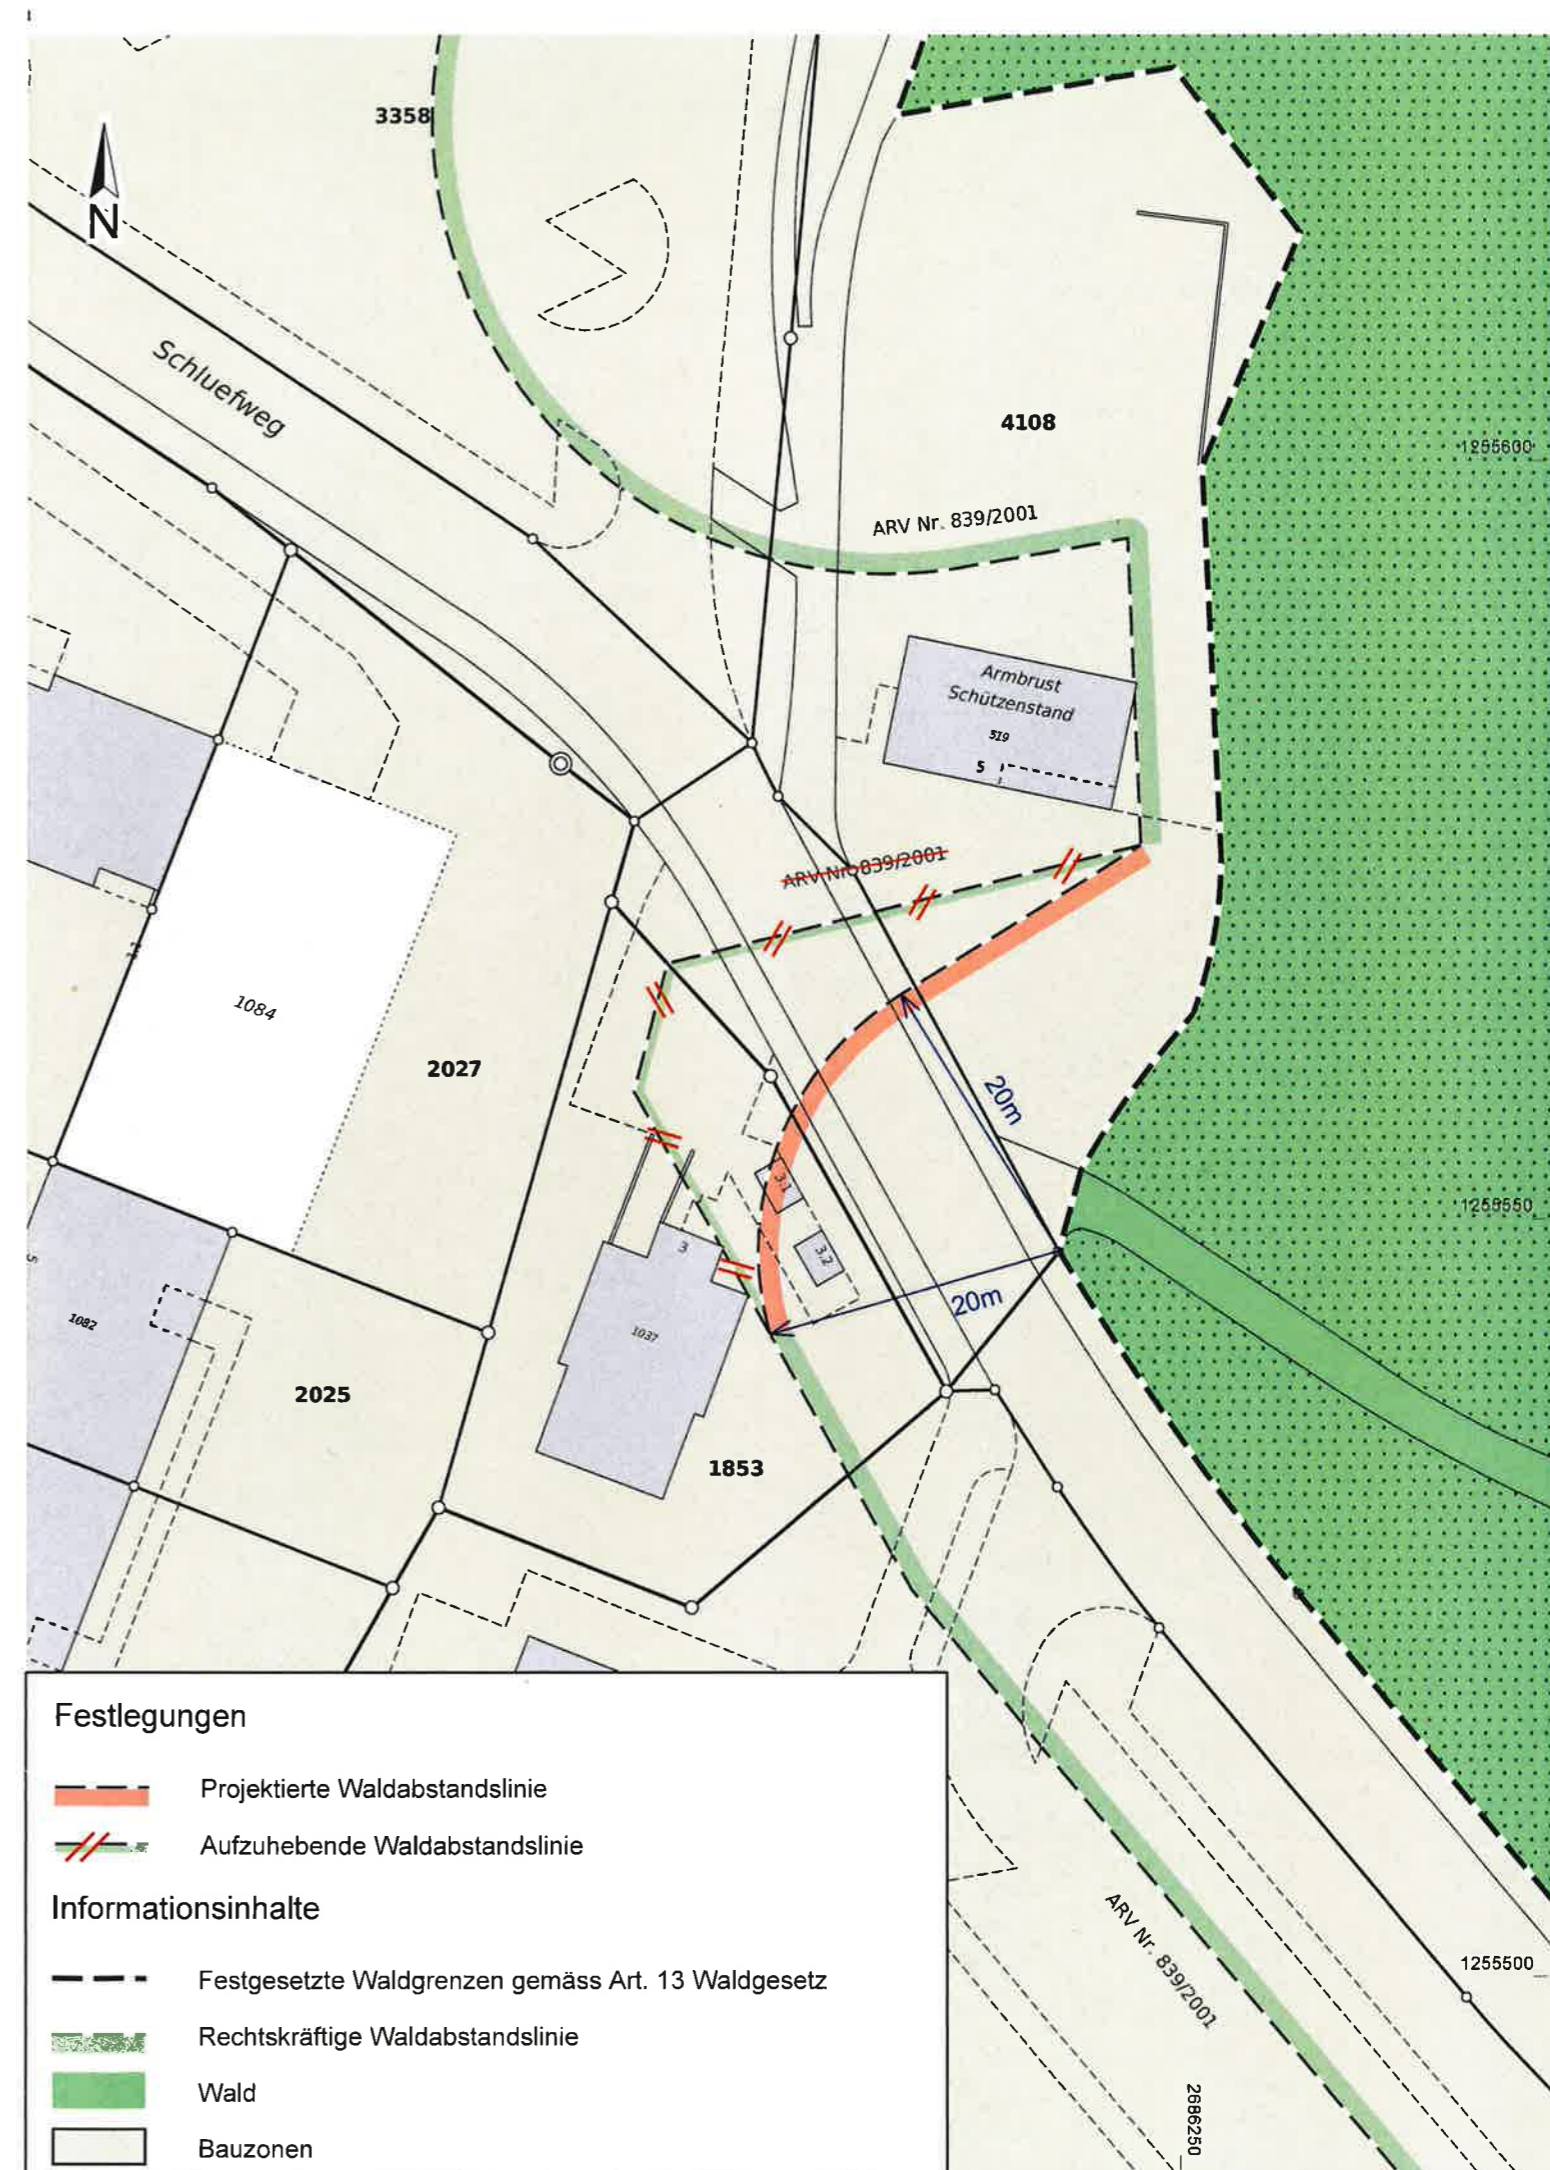 3358
N
Schluefweg
4108
1255600
ARV Nr. 839/2001
Armbrust
Schützenstand
519
5
ARV Nr. 839/2001
1084
2027
20m
3.1
1255550
3
3.2
5
20m
1082
1037
2025
1853
Festlegungen
Projektierte Waldabstandslinie
Aufzuhebende Waldabstandslinie
Informationsinhalte
ARV Nr. 839/2001
1255500
Festgesetzte Waldgrenzen gemäss Art. 13 Waldgesetz
Rechtskräftige Waldabstandslinie
Wald
2686250
Bauzonen